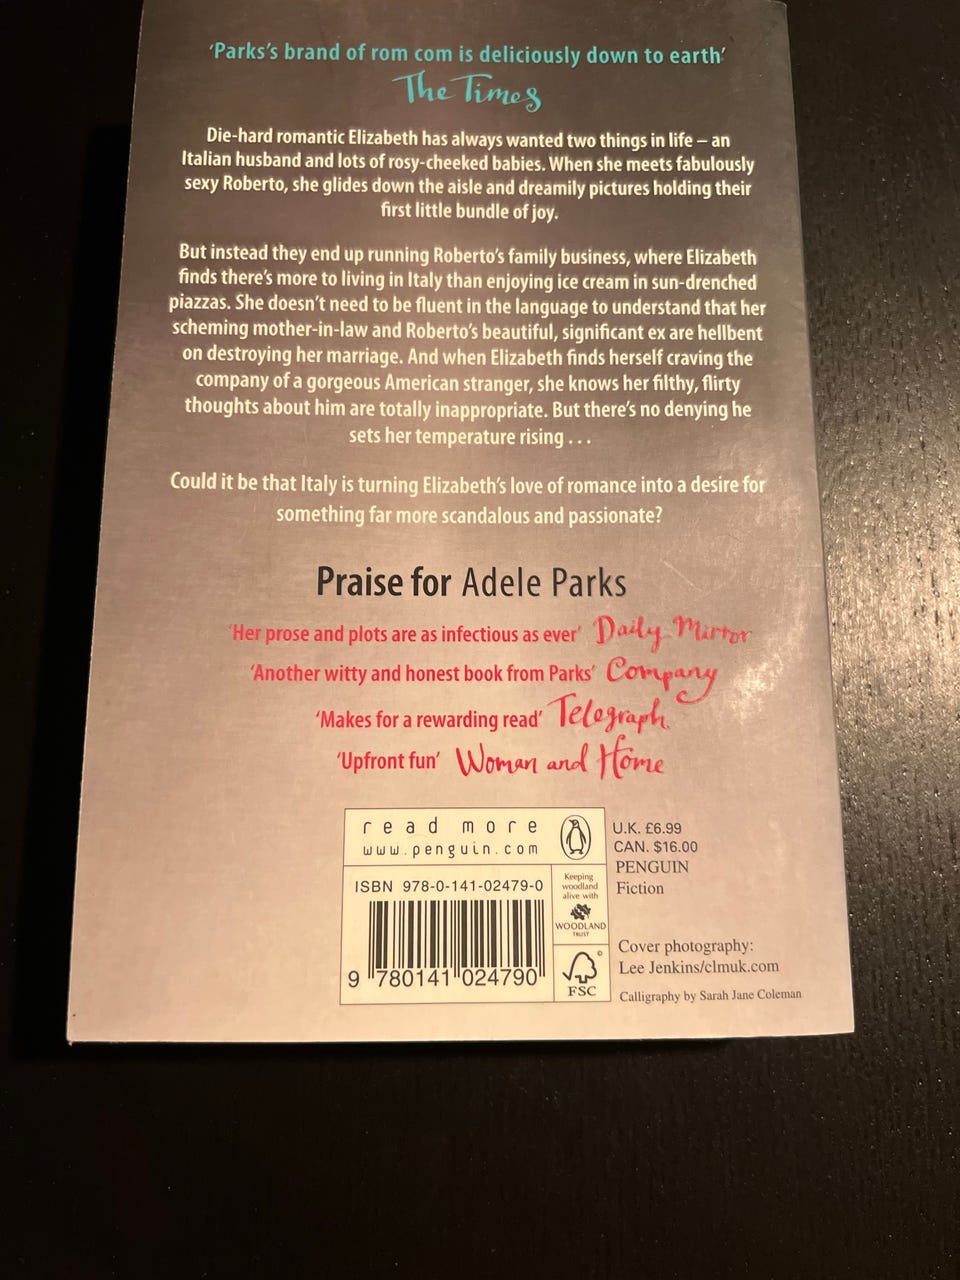 ‘Parks’s brand of rom com is deliciously down to earth’
The Times
Die-hard romantic Elizabeth has always wanted two things in life – an
Italian husband and lots of rosy-cheeked babies. When she meets fabulously
sexy Roberto, she glides down the aisle and dreamily pictures holding their
first little bundle of joy.
But instead they end up running Roberto’s family business, where Elizabeth
finds there’s more to living in Italy than enjoying ice cream in sun-drenched
piazzas. She doesn’t need to be fluent in the language to understand that her
scheming mother-in-law and Roberto’s beautiful, significant ex are hellbent
on destroying her marriage. And when Elizabeth finds herself craving the
company of a gorgeous American stranger, she knows her filthy, flirty
thoughts about him are totally inappropriate. But there’s no denying he
sets her temperature rising . . .
Could it be that Italy is turning Elizabeth’s love of romance into a desire for
something far more scandalous and passionate?
Praise for Adele Parks
‘Her prose and plots are as infectious as ever’ Daily Mirror
‘Another witty and honest book from Parks’ Company
‘Makes for a rewarding read’ Telegraph
‘Upfront fun’ Woman and Home
read more
www.penguin.com
ISBN 978-0-141-02479-0
9 780141 024790
Keeping
woodland
alive with
WOODLAND
TRUST
©
FSC
U.K. £6.99
CAN. $16.00
PENGUIN
Fiction
Cover photography:
Lee Jenkins/clmuk.com
Calligraphy by Sarah Jane Coleman